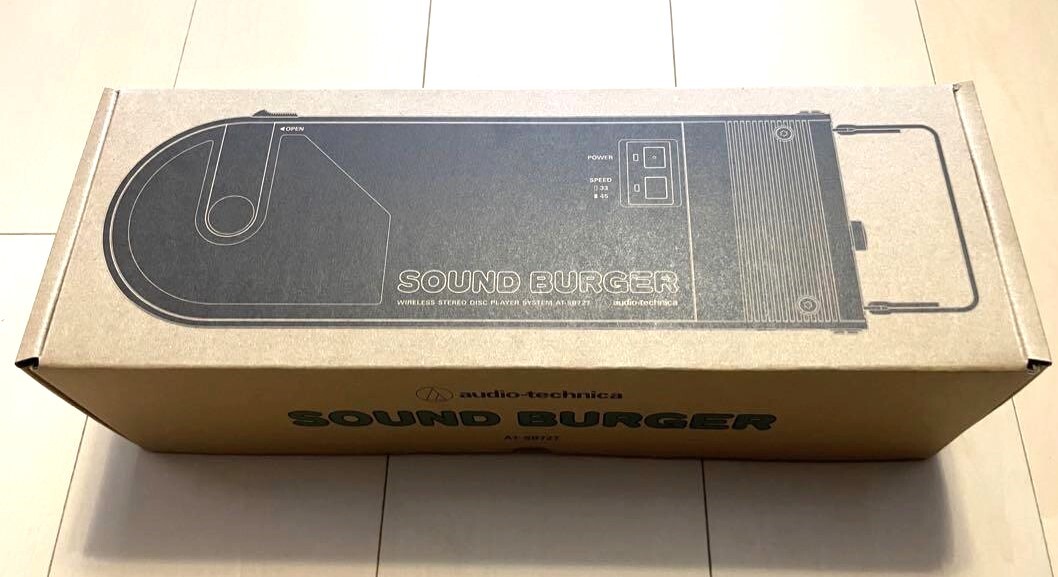 ◀OPEN
POWER
SPEED
▯ 33
▮ 45
SOUND BURGER
WIRELESS STEREO DISC PLAYER SYSTEM AT-SB727
audio-technica
audio-technica
SOUND BURGER
AT-SB727